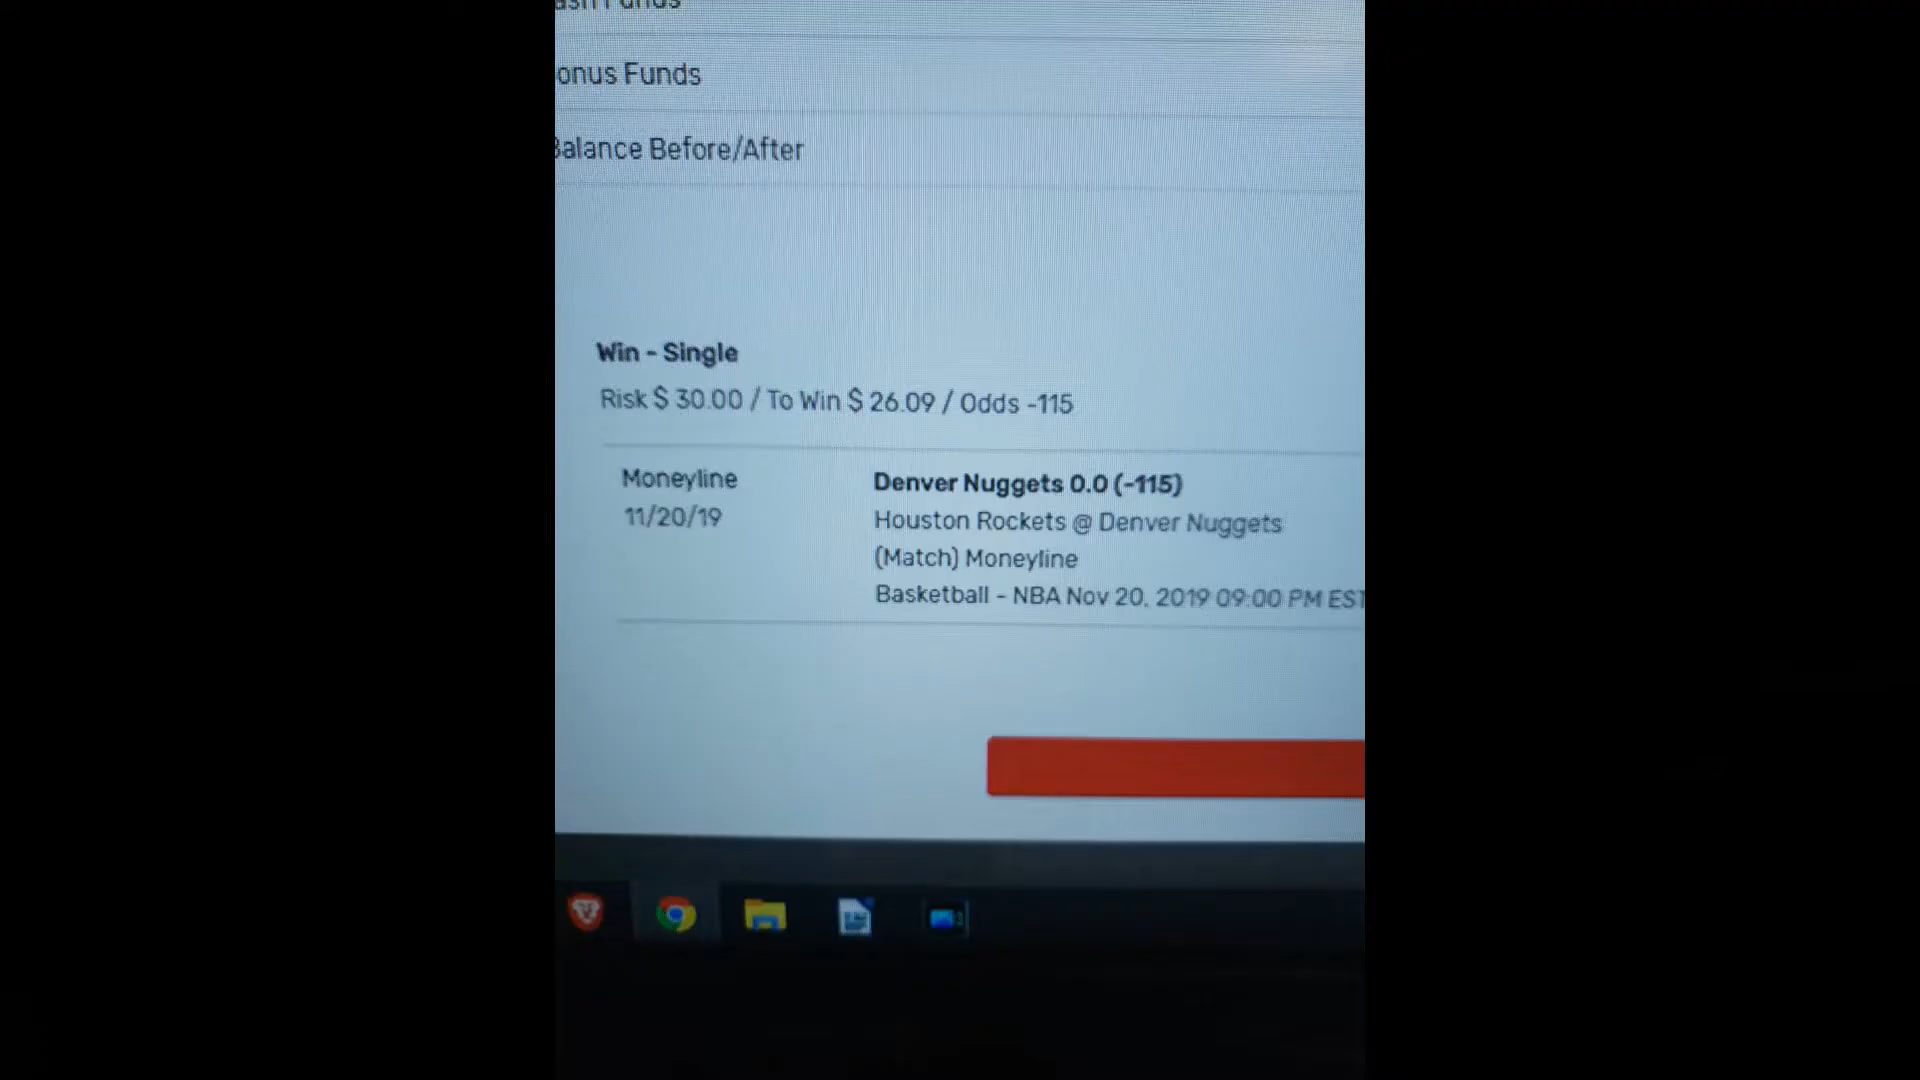 onus Funds
Balance Before/After
Win - Single
Risk $ 30.00 / To Win $ 26.09 / Odds -115
Moneyline
11/20/19
Denver Nuggets 0.0 (-115)
Houston Rockets @ Denver Nuggets
(Match) Moneyline
Basketball - NBA Nov 20, 2019 09:00 PM EST